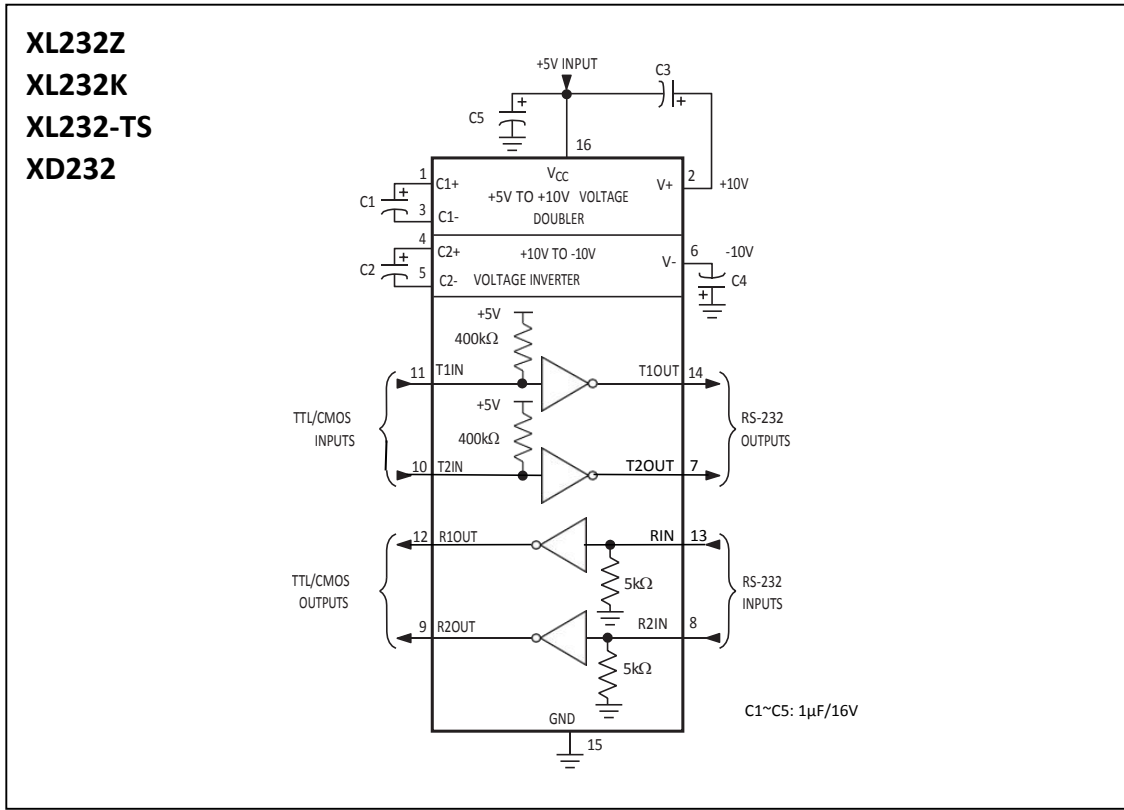 XL232Z
XL232K
XL232-TS
XD232
+5V INPUT
C3
+
+
C5
16
1
C1+
VCC
V+
2
+10V
+5V TO +10V VOLTAGE
DOUBLER
C1
+
3
C1-
4
C2+
+10V TO -10V
V-
6
-10V
C2
+
5
C2-
VOLTAGE INVERTER
C4
+
+5V
400kΩ
11
T1IN
T1OUT
14
+5V
TTL/CMOS
INPUTS
400kΩ
RS-232
OUTPUTS
10
T2IN
T2OUT
7
12
R1OUT
RIN
13
TTL/CMOS
OUTPUTS
5kΩ
RS-232
INPUTS
9
R2OUT
R2IN
8
5kΩ
C1~C5: 1μF/16V
GND
15